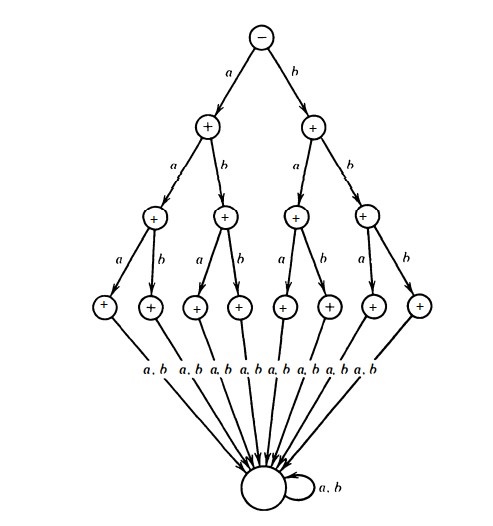 −
a b
+ +
a b a b
+ + + +
a b a b a b a b
+ + + + + + + +
a, b a, b a, b a, b a, b a, b a, b a, b
a, b